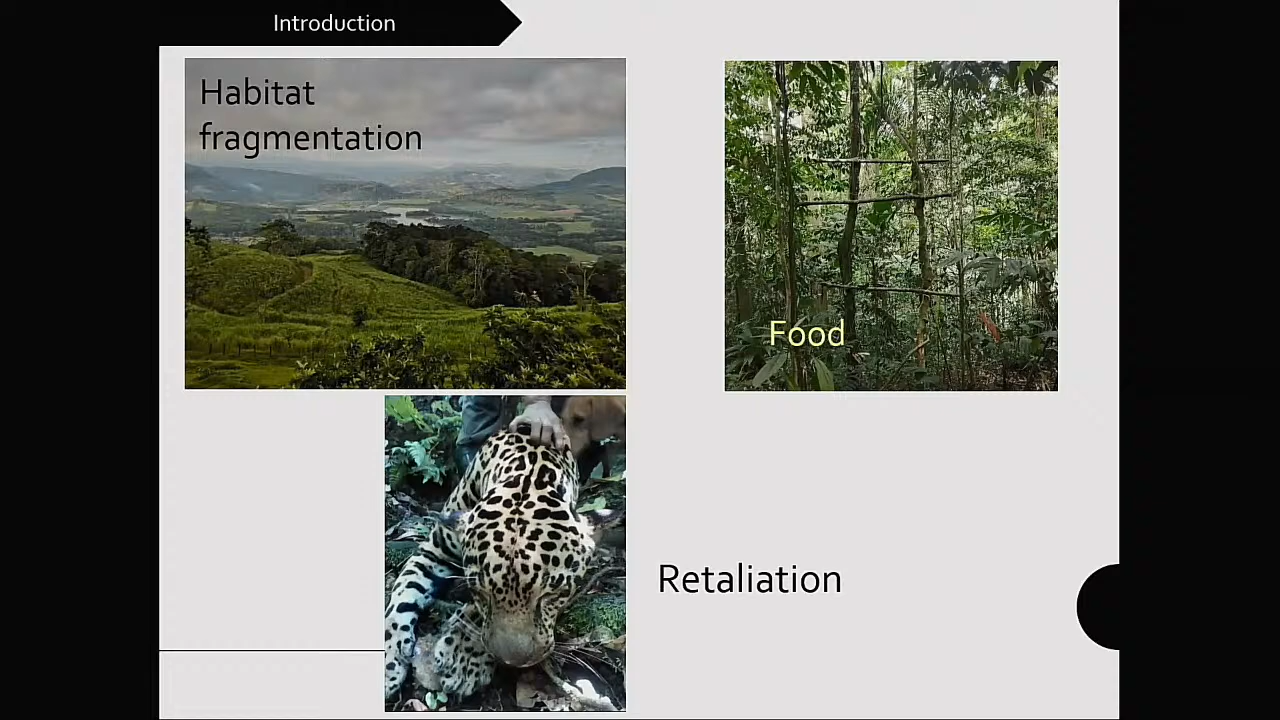 Introduction
Habitat
fragmentation
Food
Retaliation